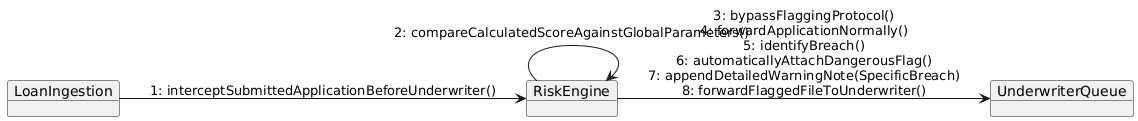 3: bypassFlaggingProtocol()
2: compareCalculatedScoreAgainstGlobalParameters()
4: forwardApplicationNormally()
5: identifyBreach()
6: automaticallyAttachDangerousFlag()
7: appendDetailedWarningNote(SpecificBreach)
LoanIngestion
1: interceptSubmittedApplicationBeforeUnderwriter()
RiskEngine
8: forwardFlaggedFileToUnderwriter()
UnderwriterQueue